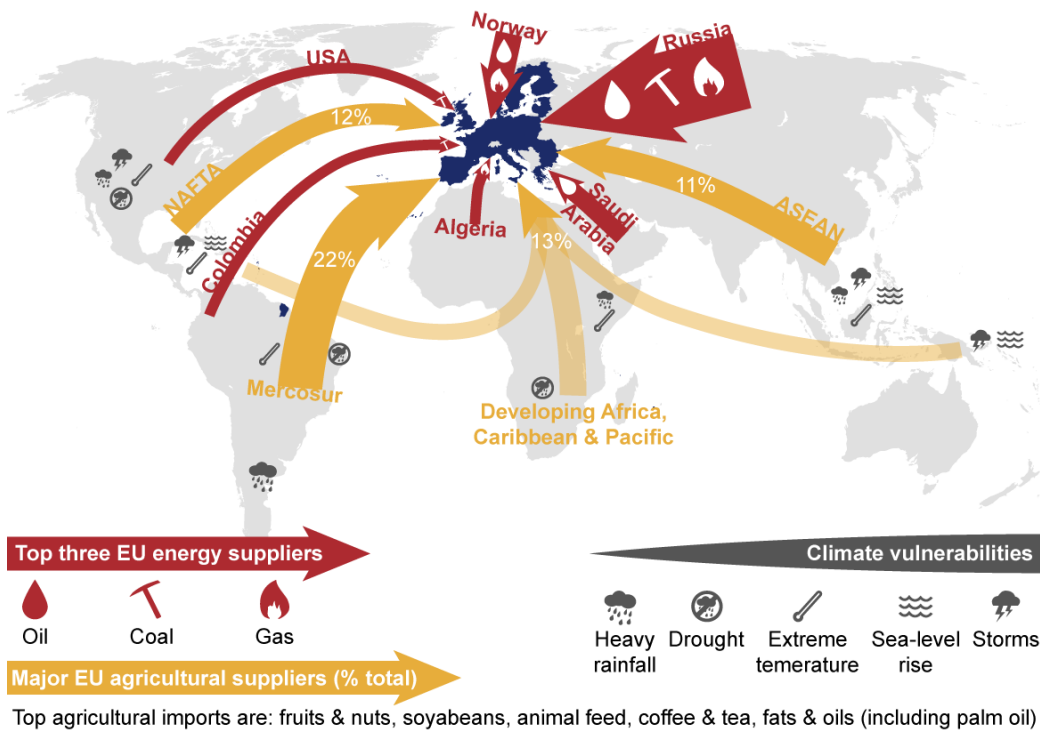 Norway
Russia
USA
12%
NAFTA
11%
ASEAN
Colombia
Algeria
Saudi
Arabia
13%
22%
Mercosur
Developing Africa,
Caribbean & Pacific
Top three EU energy suppliers
Oil
Coal
Gas
Climate vulnerabilities
Heavy
rainfall
Drought
Extreme
temerature
Sea-level
rise
Storms
Major EU agricultural suppliers (% total)
Top agricultural imports are: fruits & nuts, soyabeans, animal feed, coffee & tea, fats & oils (including palm oil)